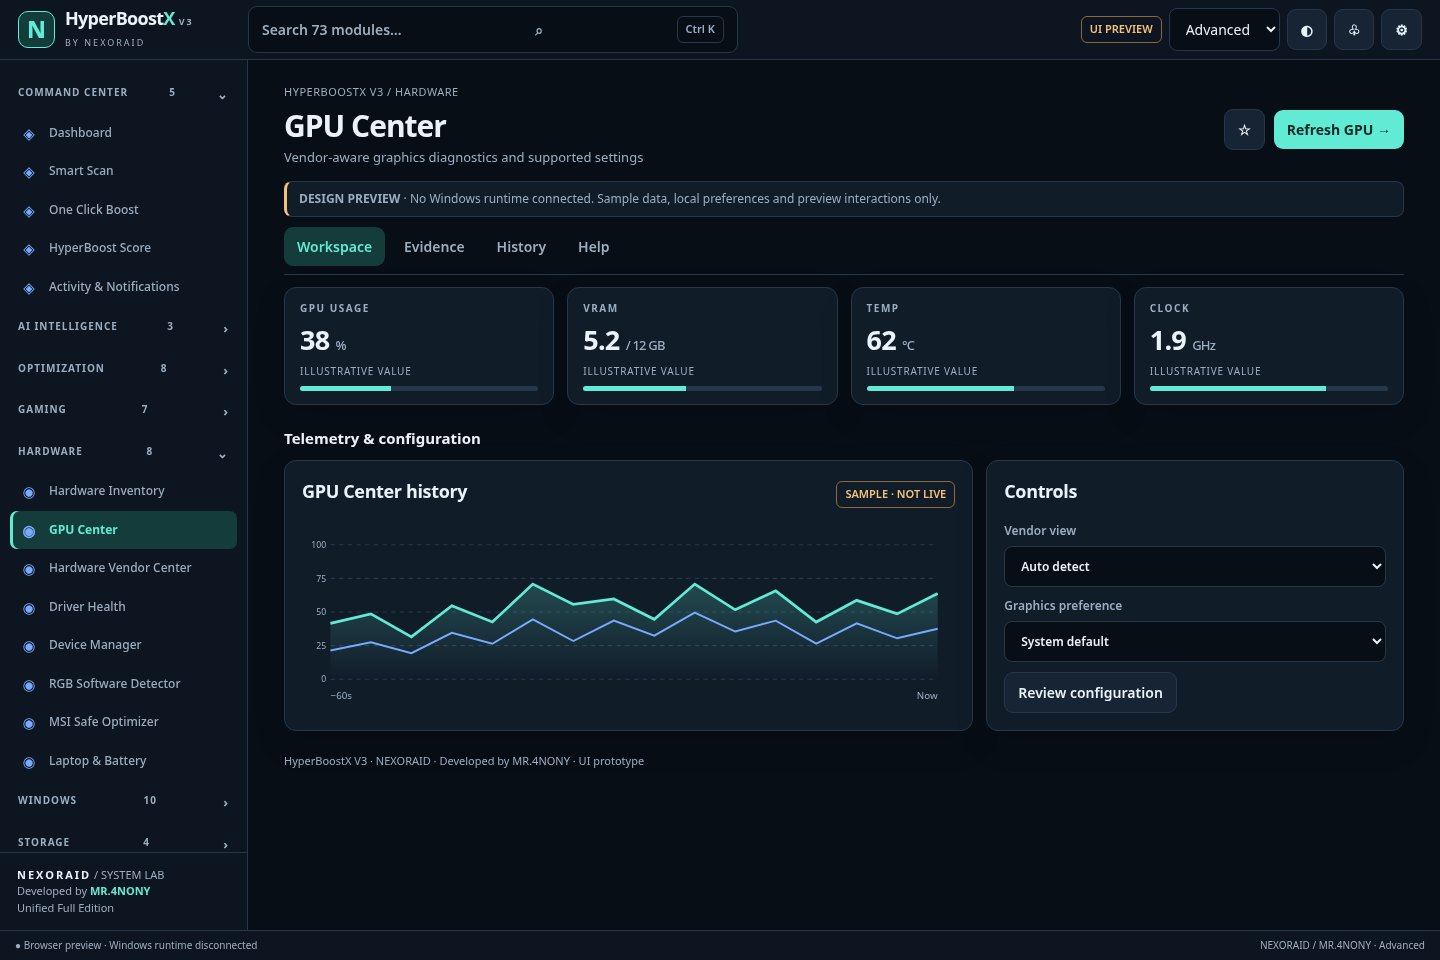 N
HyperBoostX V3
BY NEXORAID
Search 73 modules...
Ctrl K
UI PREVIEW
Advanced
COMMAND CENTER 5
Dashboard
Smart Scan
One Click Boost
HyperBoost Score
Activity & Notifications
AI INTELLIGENCE 3
OPTIMIZATION 8
GAMING 7
HARDWARE 8
Hardware Inventory
GPU Center
Hardware Vendor Center
Driver Health
Device Manager
RGB Software Detector
MSI Safe Optimizer
Laptop & Battery
WINDOWS 10
STORAGE 4
NEXORAID / SYSTEM LAB
Developed by MR.4NONY
Unified Full Edition
HYPERBOOSTX V3 / HARDWARE
GPU Center
Vendor-aware graphics diagnostics and supported settings
Refresh GPU →
DESIGN PREVIEW · No Windows runtime connected. Sample data, local preferences and preview interactions only.
Workspace Evidence History Help
GPU USAGE
38 %
ILLUSTRATIVE VALUE
VRAM
5.2 / 12 GB
ILLUSTRATIVE VALUE
TEMP
62 °C
ILLUSTRATIVE VALUE
CLOCK
1.9 GHz
ILLUSTRATIVE VALUE
Telemetry & configuration
GPU Center history
SAMPLE · NOT LIVE
100
75
50
25
0
−60s
Now
Controls
Vendor view
Auto detect
Graphics preference
System default
Review configuration
HyperBoostX V3 · NEXORAID · Developed by MR.4NONY · UI prototype
● Browser preview · Windows runtime disconnected
NEXORAID / MR.4NONY · Advanced